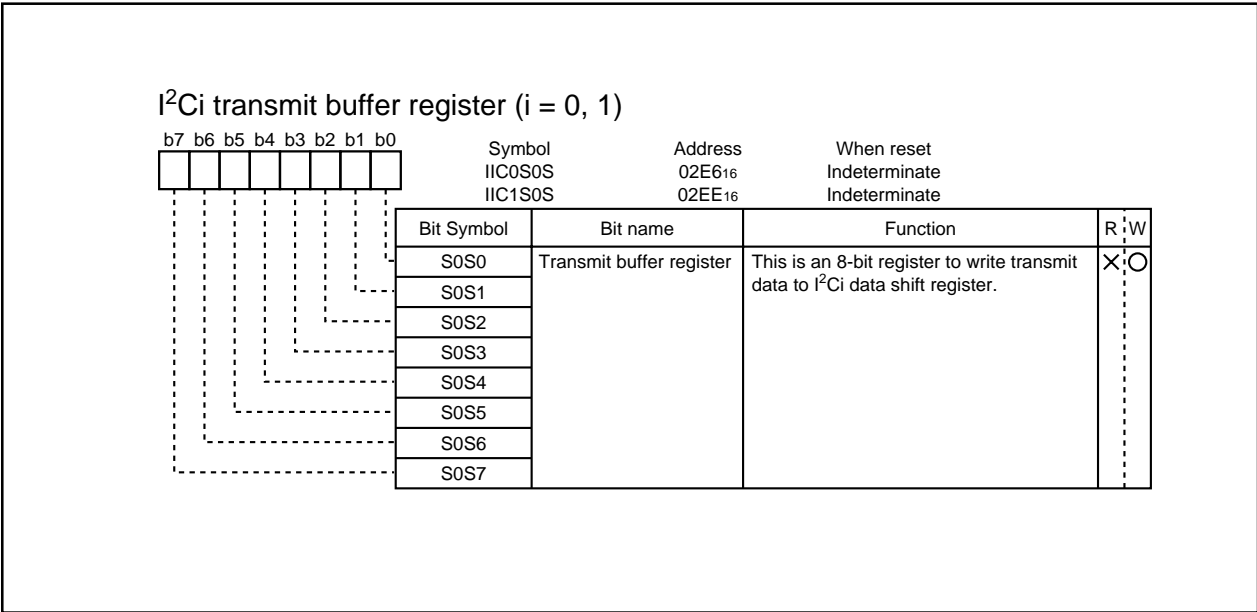 I²Ci transmit buffer register (i = 0, 1)
b7 b6 b5 b4 b3 b2 b1 b0
Symbol Address When reset
IIC0S0S 02E6₁₆ Indeterminate
IIC1S0S 02EE₁₆ Indeterminate
Bit Symbol Bit name Function R W
S0S0 Transmit buffer register This is an 8-bit register to write transmit × ○
S0S1 data to I²Ci data shift register.
S0S2
S0S3
S0S4
S0S5
S0S6
S0S7